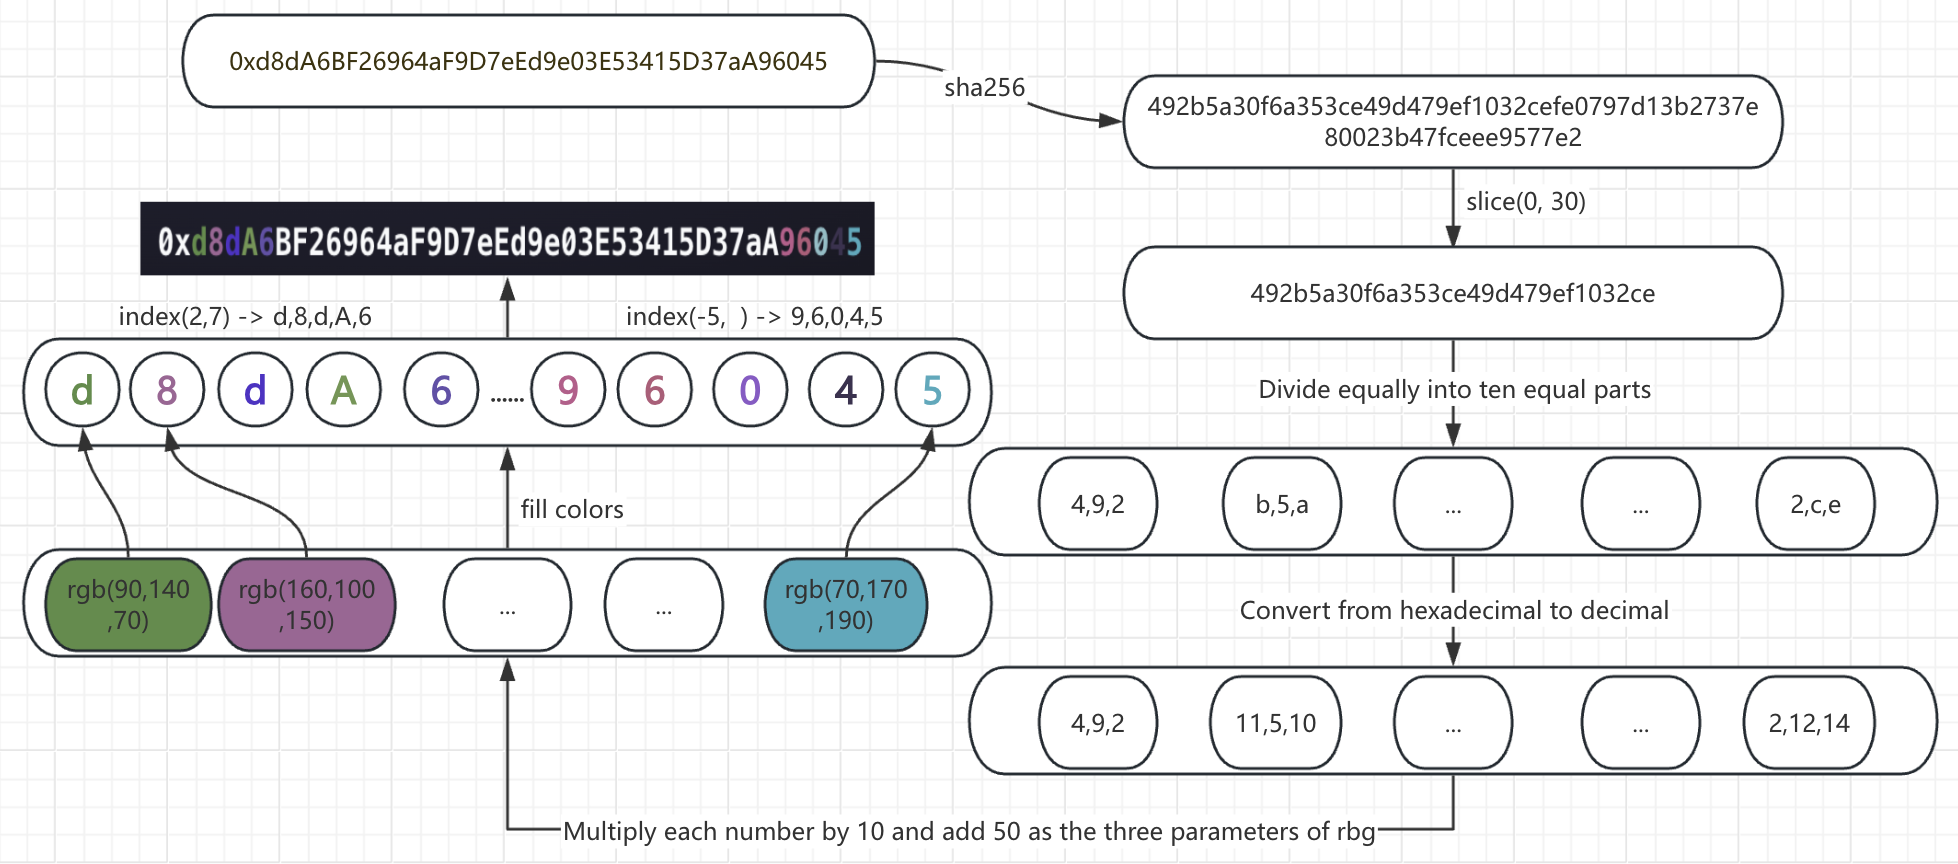 0xd8dA6BF26964aF9D7eEd9e03E53415D37aA96045
sha256
492b5a30f6a353ce49d479ef1032cefe0797d13b2737e
80023b47fceee9577e2
slice(0, 30)
492b5a30f6a353ce49d479ef1032ce
Divide equally into ten equal parts
4,9,2
b,5,a
...
...
2,c,e
Convert from hexadecimal to decimal
4,9,2
11,5,10
...
...
2,12,14
Multiply each number by 10 and add 50 as the three parameters of rbg
rgb(90,140
,70)
rgb(160,100
,150)
...
...
rgb(70,170
,190)
fill colors
d
8
d
A
6
......
9
6
0
4
5
index(2,7) -> d,8,d,A,6
index(-5,  ) -> 9,6,0,4,5
0xd8dA6BF26964aF9D7eEd9e03E53415D37aA96045